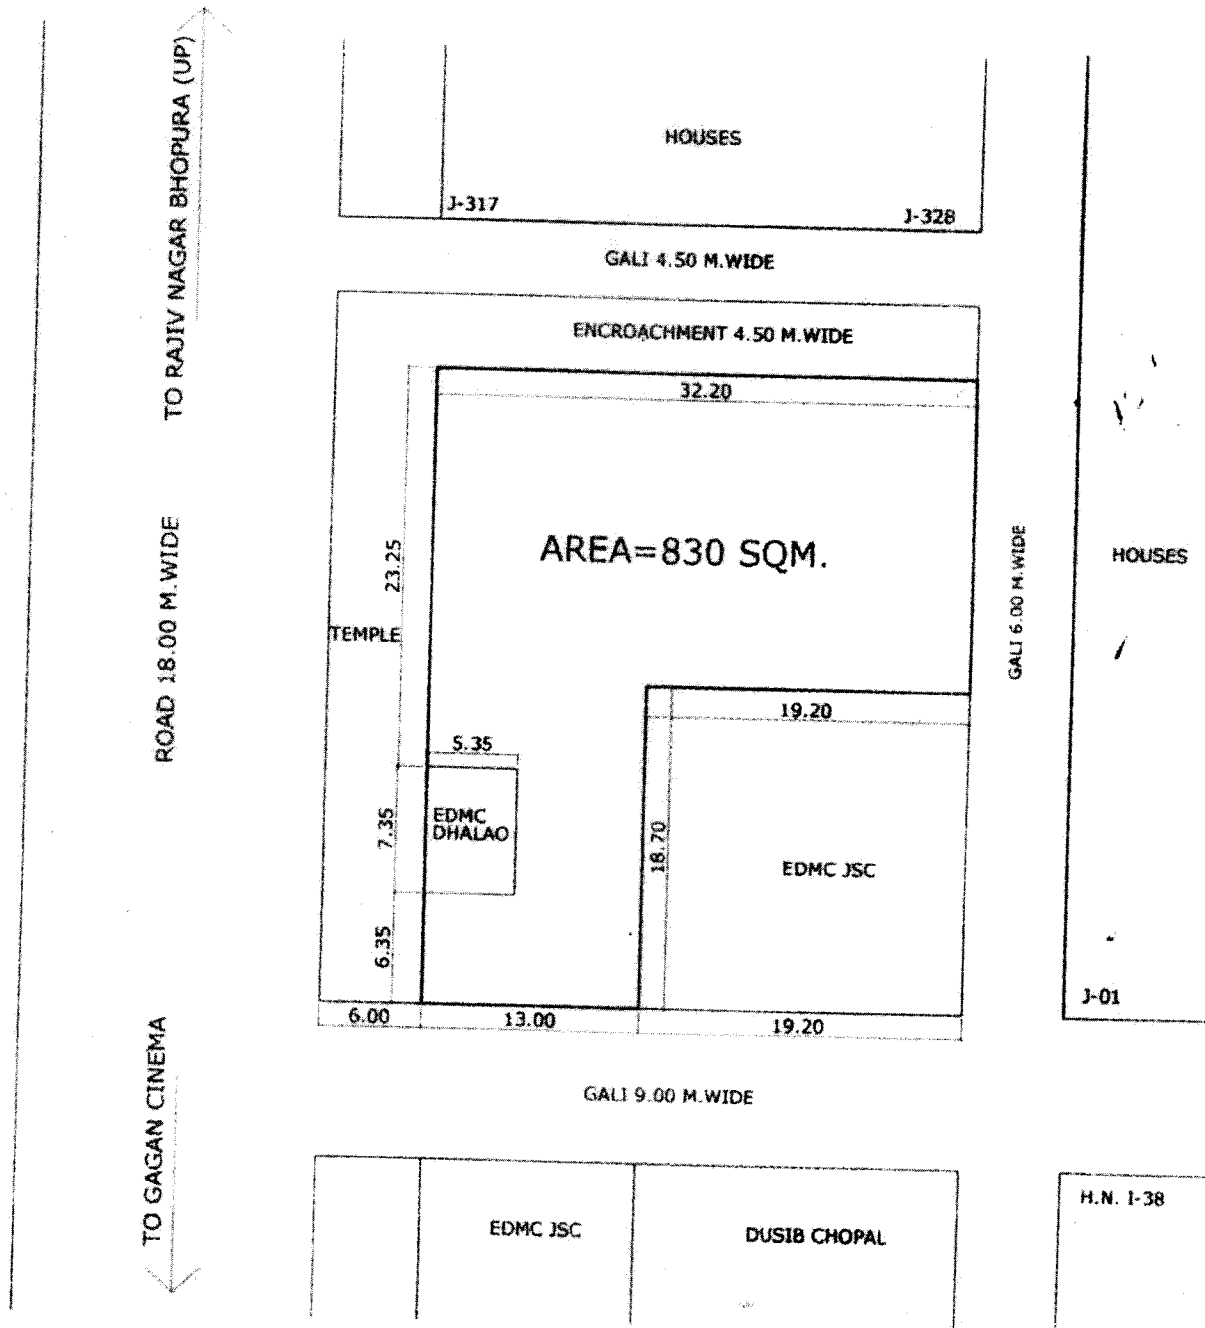 TO RAJIV NAGAR BHOPURA (UP)
ROAD 18.00 M.WIDE
TO GAGAN CINEMA
HOUSES
J-317
J-328
GALI 4.50 M.WIDE
ENCROACHMENT 4.50 M.WIDE
32.20
23.25
AREA=830 SQM.
TEMPLE
GALI 6.00 M.WIDE
HOUSES
19.20
5.35
7.35
EDMC
DHALAO
18.70
EDMC JSC
6.35
J-01
6.00
13.00
19.20
GALI 9.00 M.WIDE
EDMC JSC
DUSIB CHOPAL
H.N. I-38